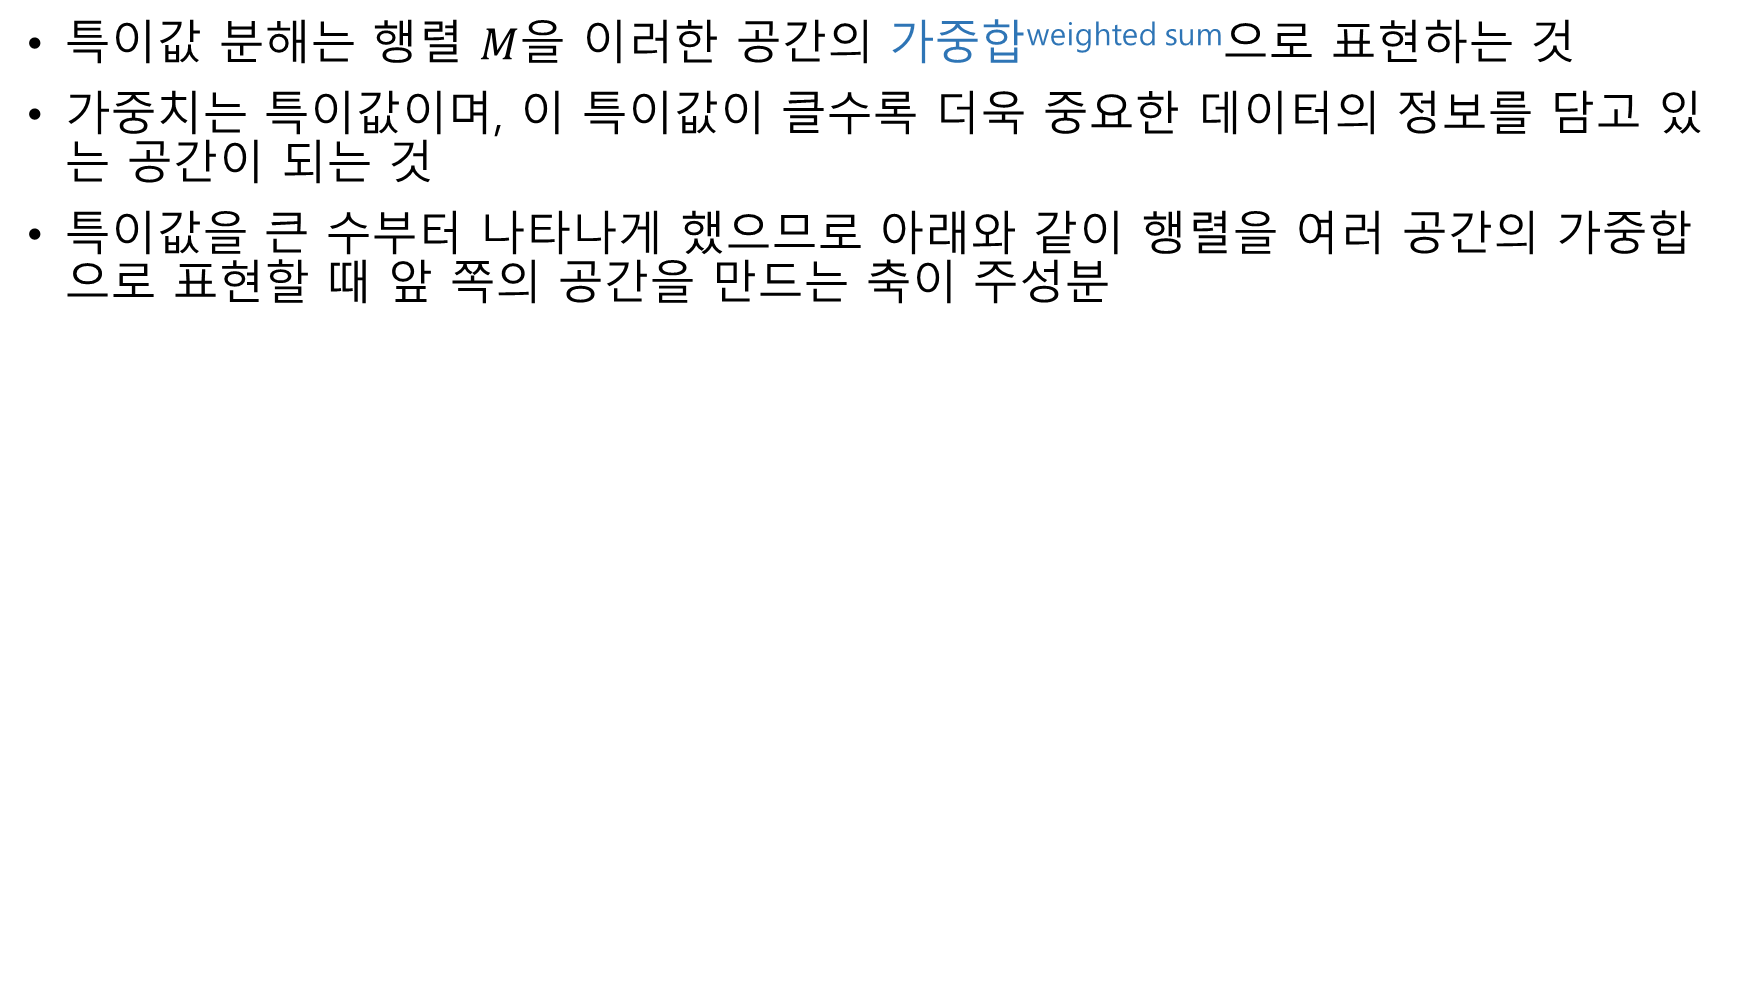 • 특이값 분해는 행렬 M을 이러한 공간의 가중합weighted sum으로 표현하는 것
• 가중치는 특이값이며, 이 특이값이 클수록 더욱 중요한 데이터의 정보를 담고 있
는 공간이 되는 것
• 특이값을 큰 수부터 나타나게 했으므로 아래와 같이 행렬을 여러 공간의 가중합
으로 표현할 때 앞 쪽의 공간을 만드는 축이 주성분